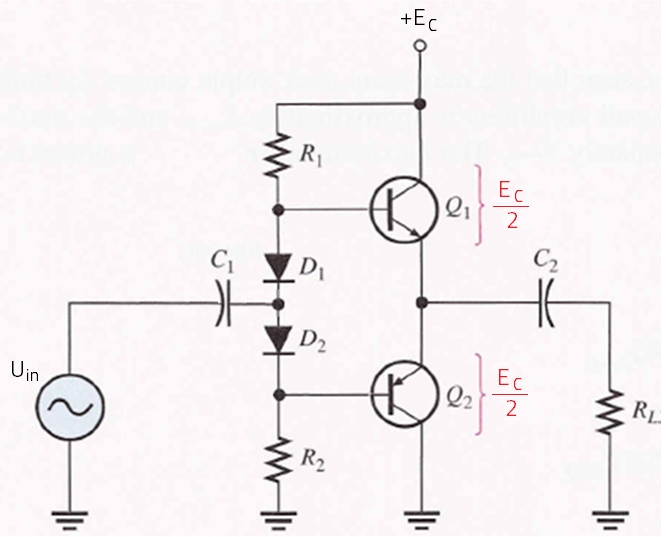 +E_C
R_1
Q_1
E_C
2
C_1
D_1
C_2
D_2
U_in
Q_2
E_C
2
R_L
R_2